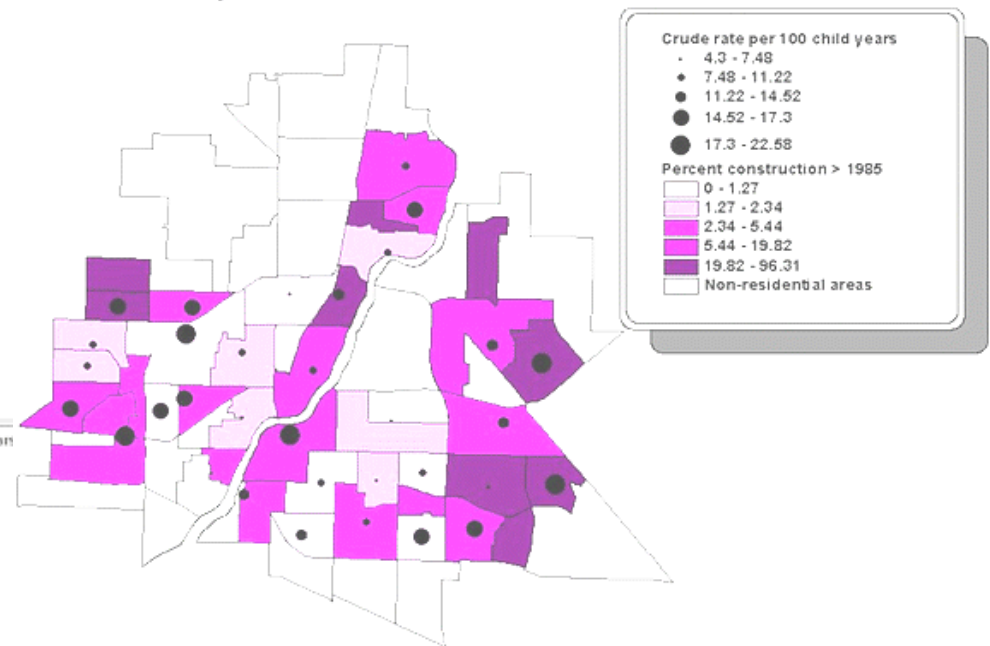 Crude rate per 100 child years
4.3 - 7.48
7.48 - 11.22
11.22 - 14.52
14.52 - 17.3
17.3 - 22.58
Percent construction > 1985
0 - 1.27
1.27 - 2.34
2.34 - 5.44
5.44 - 19.82
19.82 - 96.31
Non-residential areas